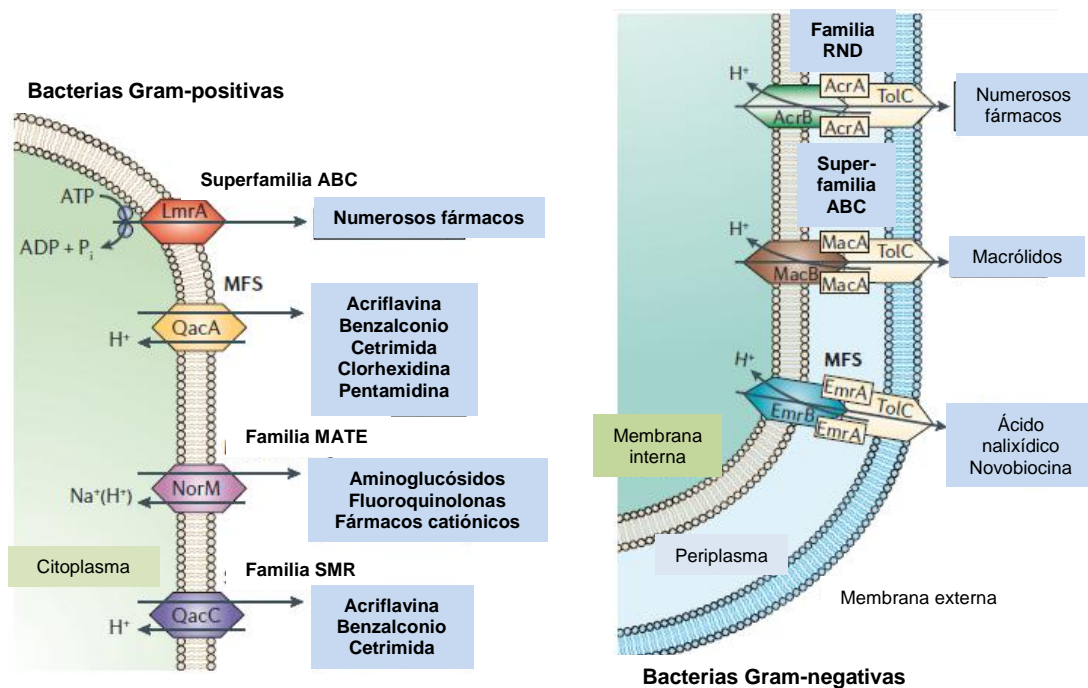 Bacterias Gram-positivas
Superfamilia ABC
ATP
LmrA
ADP + Pi
Numerosos fármacos
MFS
QacA
H+
Acriflavina
Benzalconio
Cetrimida
Clorhexidina
Pentamidina
Familia MATE
NorM
Na+(H+)
Aminoglucósidos
Fluoroquinolonas
Fármacos catiónicos
Citoplasma
Familia SMR
QacC
H+
Acriflavina
Benzalconio
Cetrimida
Familia
RND
H+
AcrA
TolC
AcrB
AcrA
Numerosos
fármacos
Super-
familia
ABC
H+
MacA
TolC
MacB
MacA
Macrólidos
MFS
H+
EmrA
TolC
EmrB
EmrA
Ácido
nalixídico
Novobiocina
Membrana
interna
Periplasma
Membrana externa
Bacterias Gram-negativas